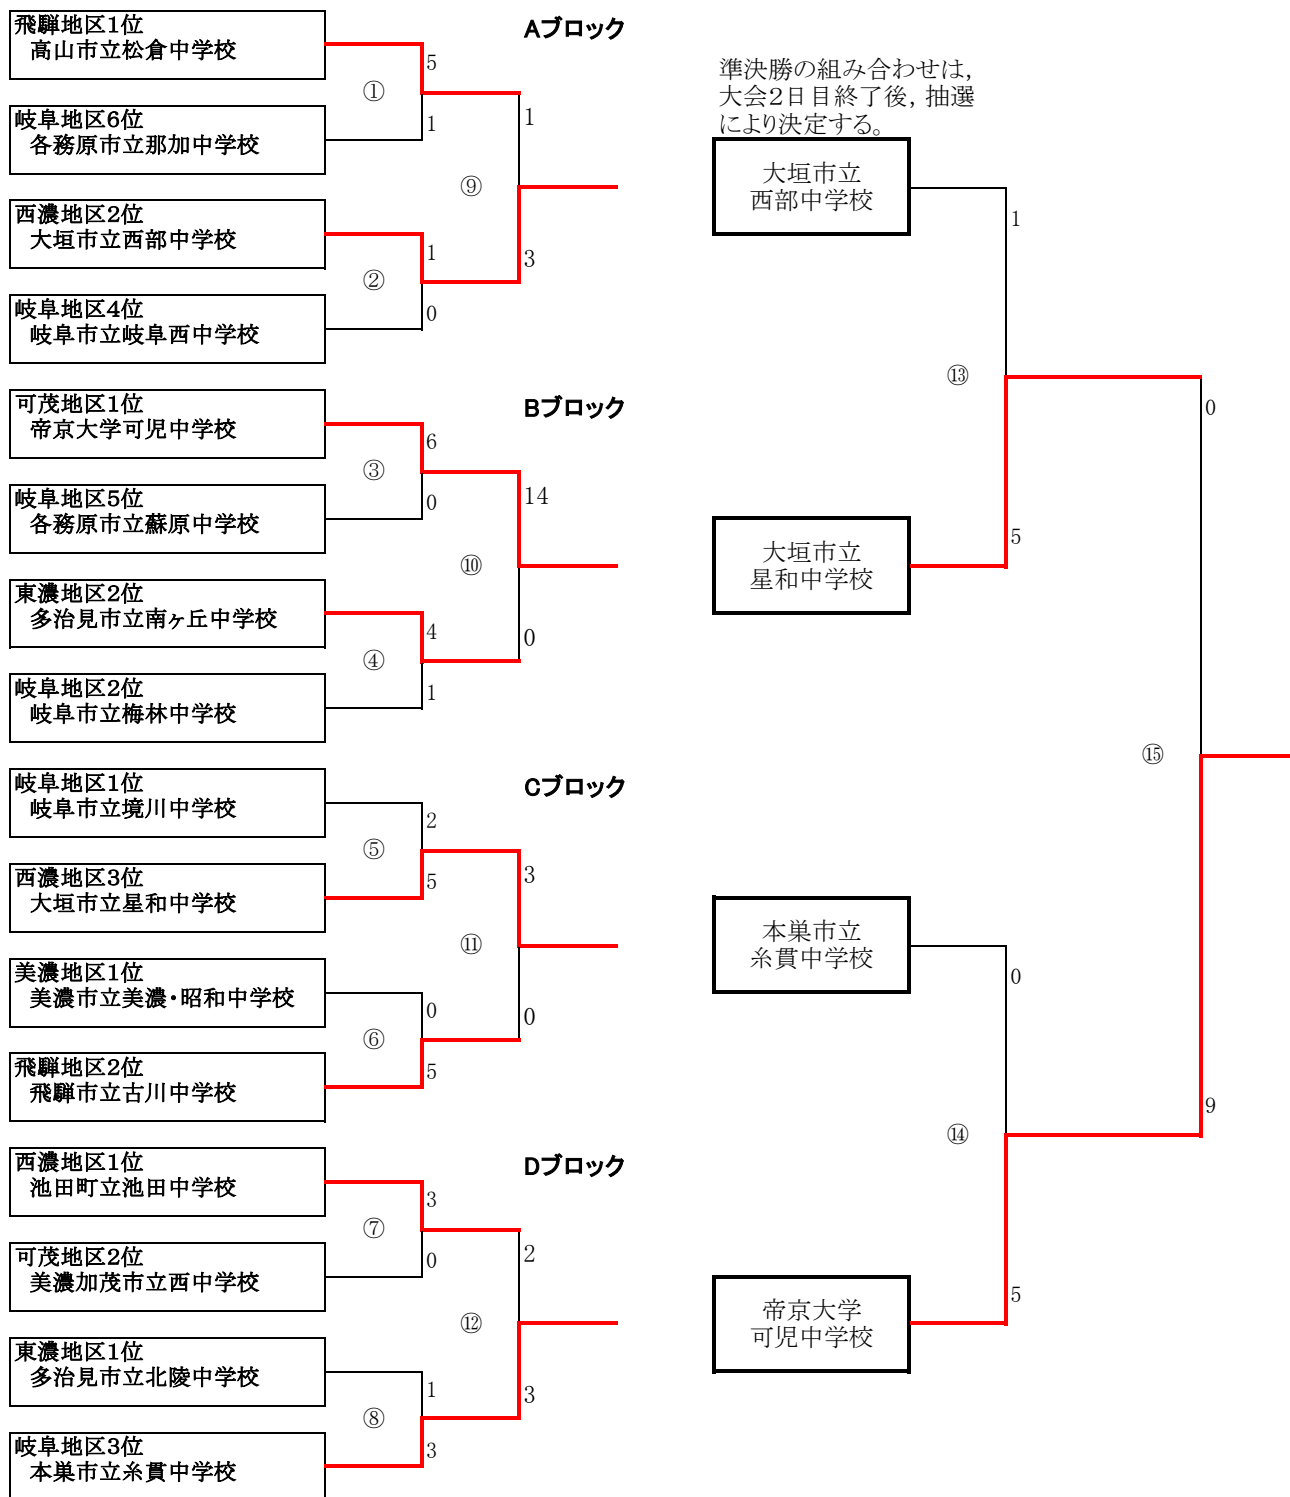 飛騨地区1位
高山市立松倉中学校
岐阜地区6位
各務原市立那加中学校
西濃地区2位
大垣市立西部中学校
岐阜地区4位
岐阜市立岐阜西中学校
①
5
1
②
1
0
⑨
1
3
Aブロック
可茂地区1位
帝京大学可児中学校
岐阜地区5位
各務原市立蘇原中学校
東濃地区2位
多治見市立南ヶ丘中学校
岐阜地区2位
岐阜市立梅林中学校
③
6
0
④
4
1
⑩
14
0
Bブロック
岐阜地区1位
岐阜市立境川中学校
西濃地区3位
大垣市立星和中学校
美濃地区1位
美濃市立美濃・昭和中学校
飛騨地区2位
飛騨市立古川中学校
⑤
2
5
⑥
0
5
⑪
3
0
Cブロック
西濃地区1位
池田町立池田中学校
可茂地区2位
美濃加茂市立西中学校
東濃地区1位
多治見市立北陵中学校
岐阜地区3位
本巣市立糸貫中学校
⑦
3
0
⑧
1
3
⑫
2
3
Dブロック
準決勝の組み合わせは,
大会2日目終了後, 抽選
により決定する。
大垣市立
西部中学校
1
⑬
5
大垣市立
星和中学校
本巣市立
糸貫中学校
0
⑭
5
帝京大学
可児中学校
0
⑮
9